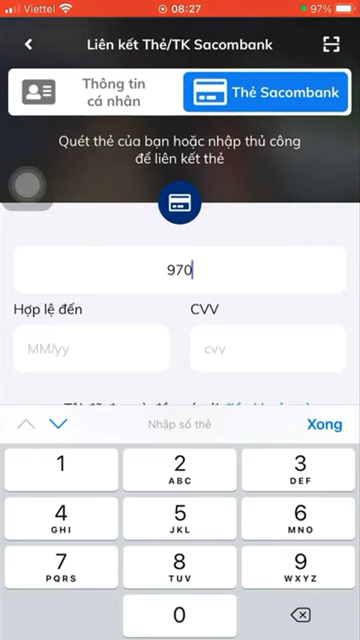 Viettel 08:27 97%
Liên kết Thẻ/TK Sacombank
Thông tin
cá nhân
Thẻ Sacombank
Quét thẻ của bạn hoặc nhập thủ công
để liên kết thẻ
970
Hợp lệ đến CVV
MM/yy cvv
Nhập số thẻ Xong
1 2 3
ABC DEF
4 5 6
GHI JKL MNO
7 8 9
PQRS TUV WXYZ
0